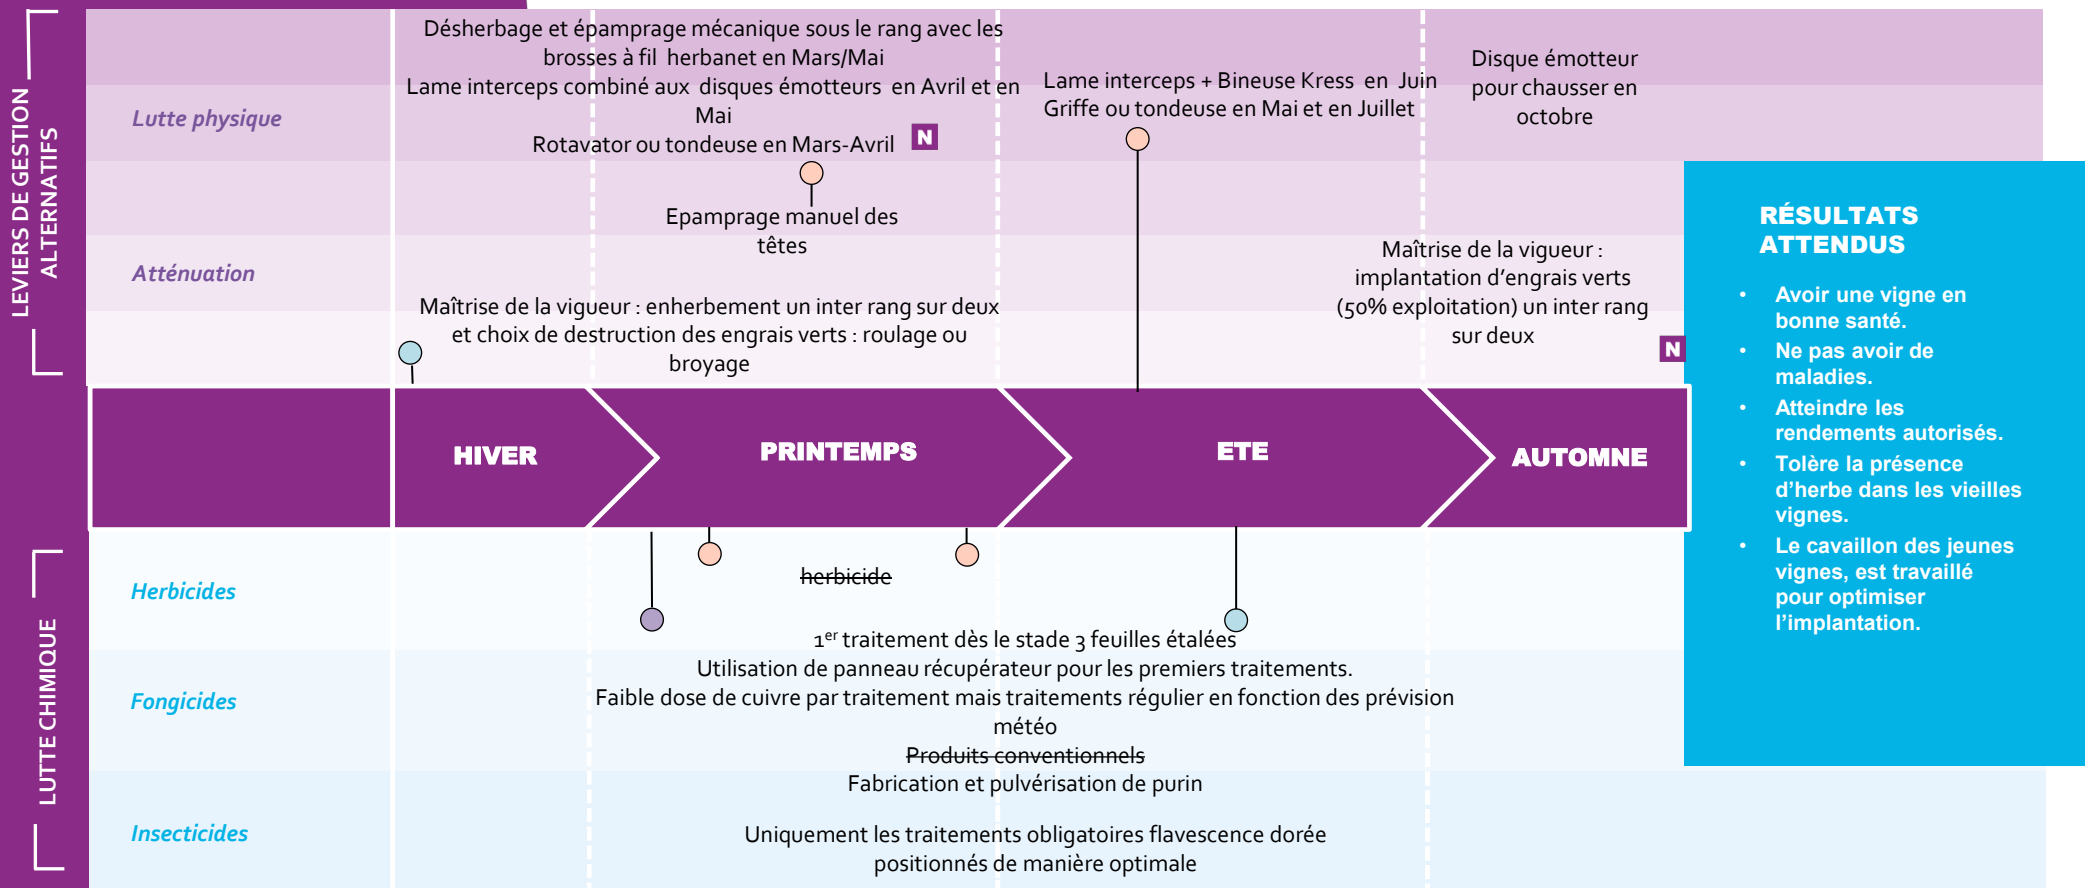 LEVIERS DE GESTION
ALTERNATIFS
Lutte physique
Désherbage et épamprage mécanique sous le rang avec les
brosses à fil herbanet en Mars/Mai
Lame interceps combiné aux disques émotteurs en Avril et en
Mai
Rotavator ou tondeuse en Mars-Avril
N
Epamprage manuel des
têtes
Lame interceps + Bineuse Kress en Juin
Griffe ou tondeuse en Mai et en Juillet
Disque émotteur
pour chausser en
octobre
Atténuation
Maîtrise de la vigueur : enherbement un inter rang sur deux
et choix de destruction des engrais verts : roulage ou
broyage
Maîtrise de la vigueur :
implantation d'engrais verts
(50% exploitation) un inter rang
sur deux
N
HIVER
PRINTEMPS
ETE
AUTOMNE
LUTTE CHIMIQUE
Herbicides
herbicide
Fongicides
1er traitement dès le stade 3 feuilles étalées
Utilisation de panneau récupérateur pour les premiers traitements.
Faible dose de cuivre par traitement mais traitements régulier en fonction des prévision
météo
Produits conventionnels
Fabrication et pulvérisation de purin
Insecticides
Uniquement les traitements obligatoires flavescence dorée
positionnés de manière optimale
RÉSULTATS
ATTENDUS
• Avoir une vigne en
bonne santé.
• Ne pas avoir de
maladies.
• Atteindre les
rendements autorisés.
• Tolère la présence
d'herbe dans les vieilles
vignes.
• Le cavaillon des jeunes
vignes, est travaillé
pour optimiser
l'implantation.